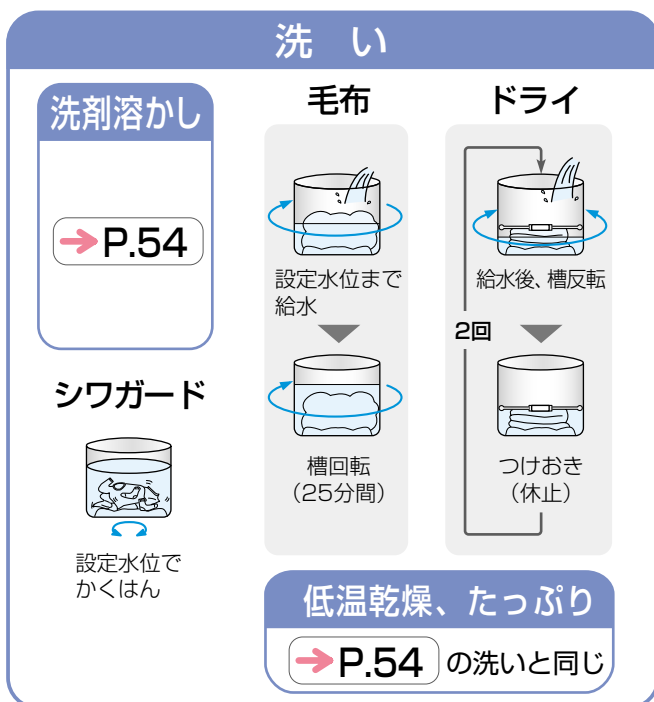 洗い
洗剤溶かし
→P.54
シワガード
設定水位で
かくはん
毛布
設定水位まで
給水
槽回転
（25分間）
ドライ
給水後、槽反転
2回
つけおき
（休止）
低温乾燥、たっぷり
→P.54 の洗いと同じ